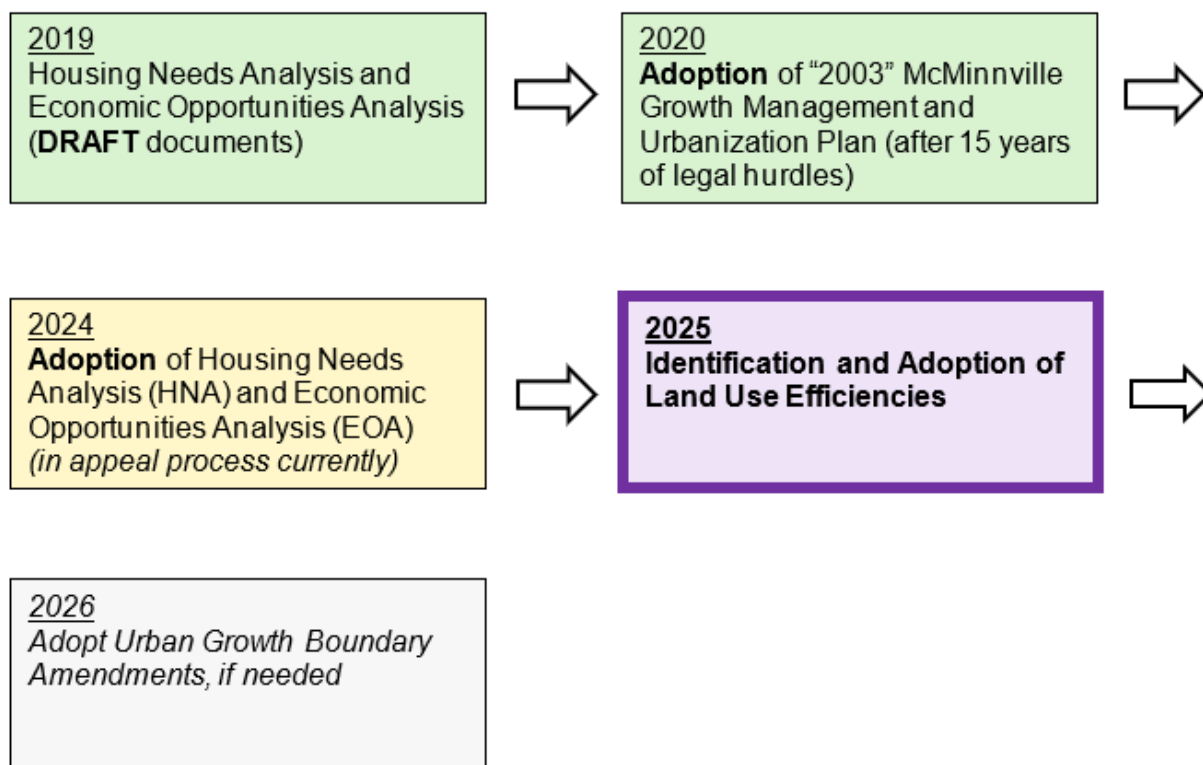 2019
Housing Needs Analysis and
Economic Opportunities Analysis
(DRAFT documents)
2020
Adoption of “2003” McMinnville
Growth Management and
Urbanization Plan (after 15 years
of legal hurdles)
2024
Adoption of Housing Needs
Analysis (HNA) and Economic
Opportunities Analysis (EOA)
(in appeal process currently)
2025
Identification and Adoption of
Land Use Efficiencies
2026
Adopt Urban Growth Boundary
Amendments, if needed